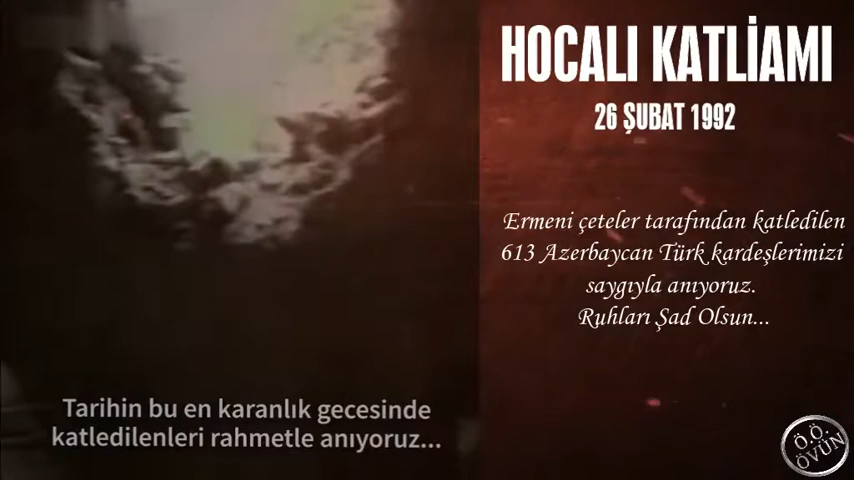 HOCALI KATLİAMI
26 ŞUBAT 1992
Ermeni çeteler tarafından katledilen
613 Azerbaycan Türk kardeşlerimizi
saygıyla anıyoruz.
Ruhları Şad Olsun...
Tarihin bu en karanlık gecesinde
katledilenleri rahmetle anıyoruz...
Ö.Ö.
ÖVÜN